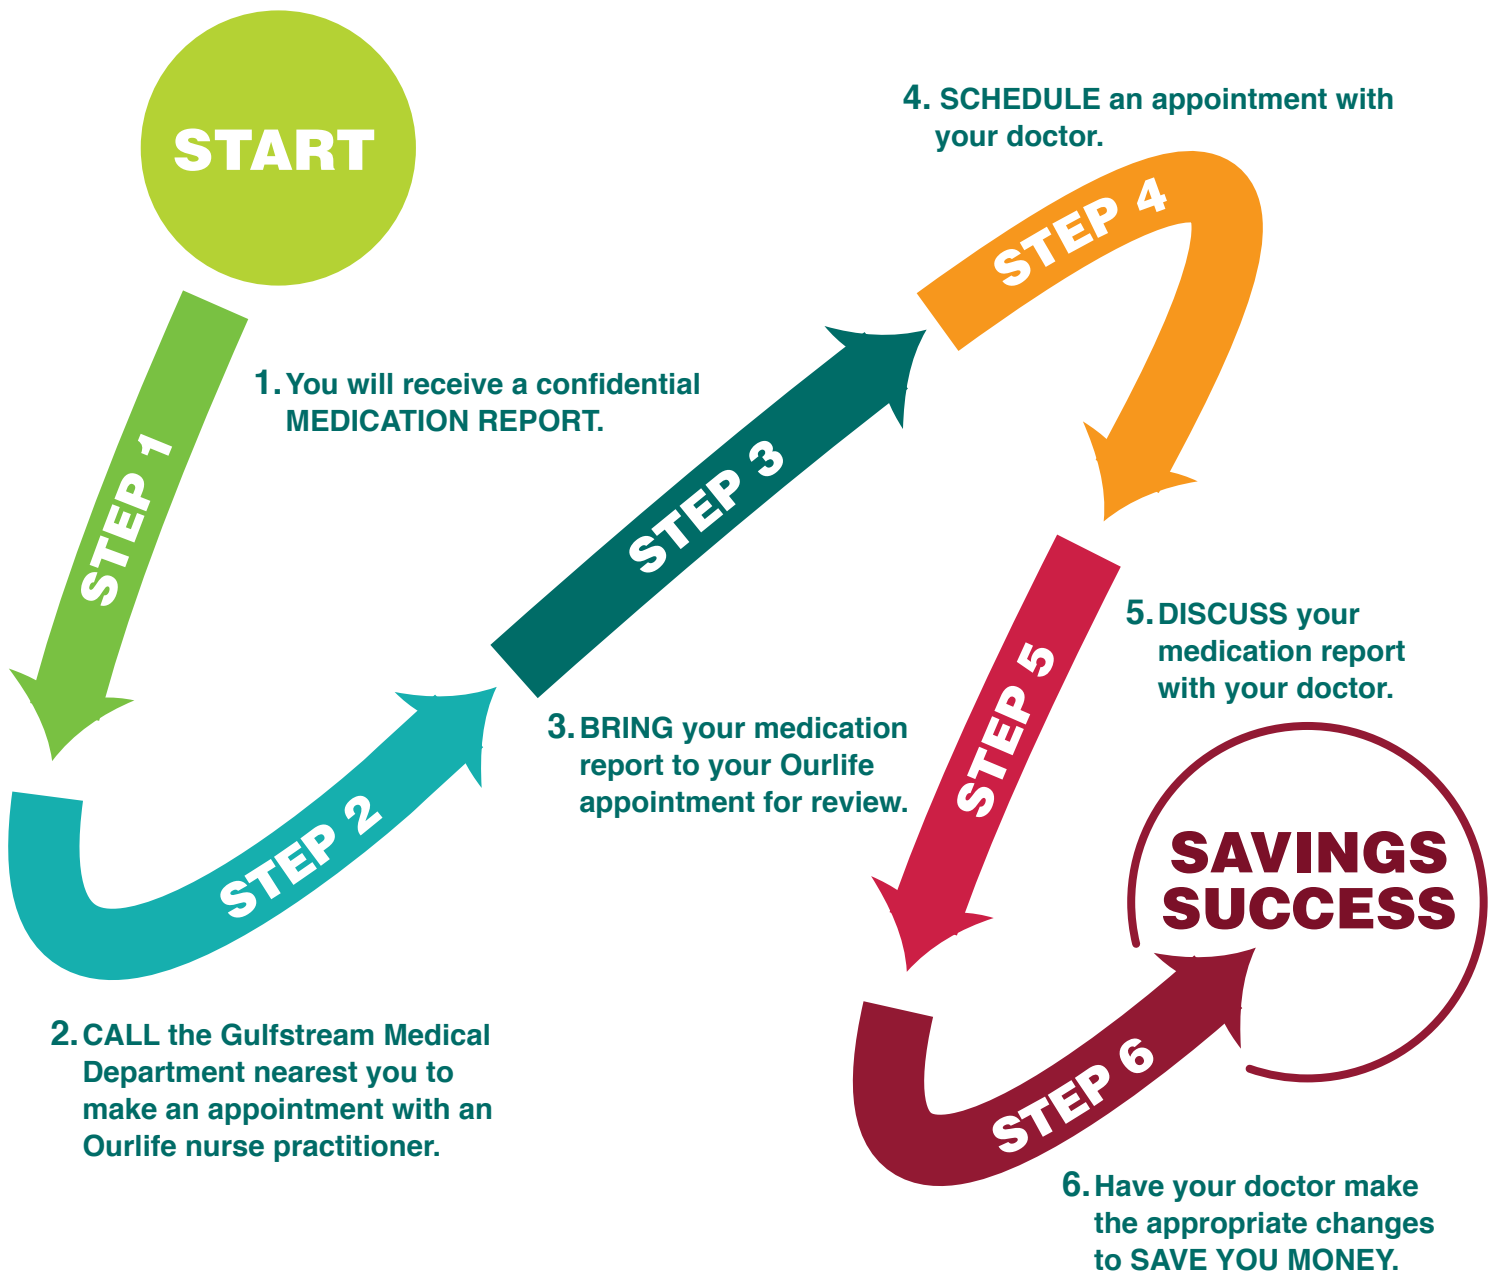 START
STEP 1
1. You will receive a confidential
MEDICATION REPORT.
STEP 2
2. CALL the Gulfstream Medical
Department nearest you to
make an appointment with an
Ourlife nurse practitioner.
STEP 3
3. BRING your medication
report to your Ourlife
appointment for review.
4. SCHEDULE an appointment with
your doctor.
STEP 4
STEP 5
5. DISCUSS your
medication report
with your doctor.
STEP 6
6. Have your doctor make
the appropriate changes
to SAVE YOU MONEY.
SAVINGS
SUCCESS